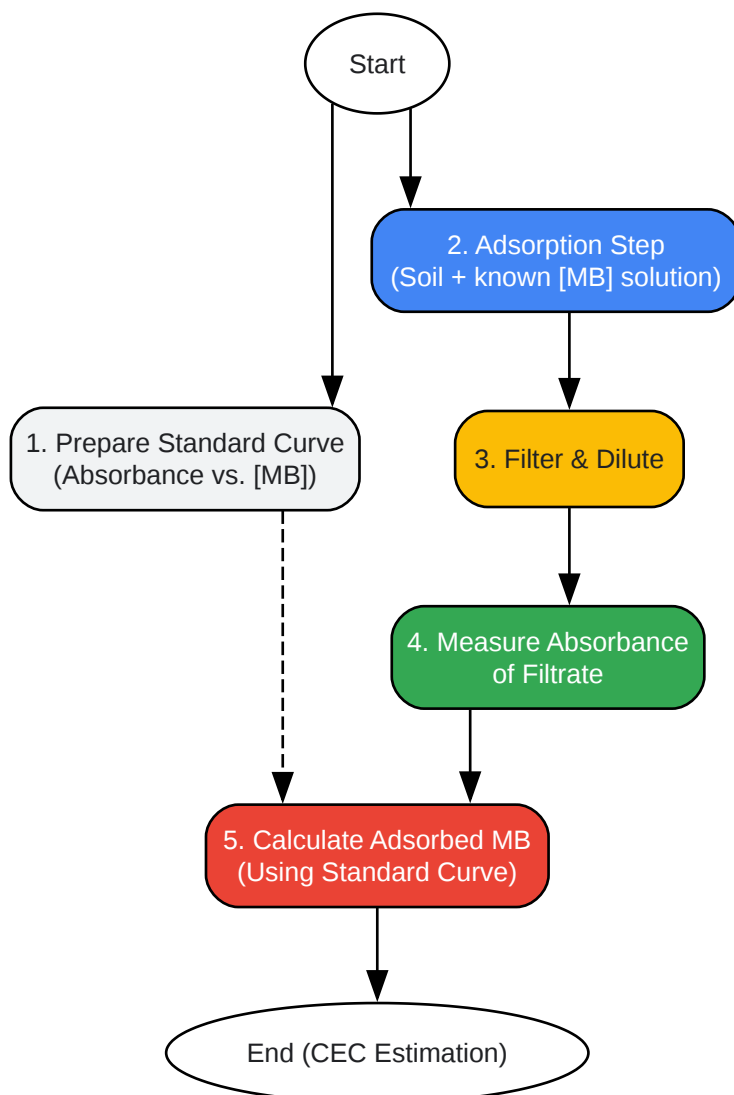 Start
2. Adsorption Step
(Soil + known [MB] solution)
1. Prepare Standard Curve
(Absorbance vs. [MB])
3. Filter & Dilute
4. Measure Absorbance
of Filtrate
5. Calculate Adsorbed MB
(Using Standard Curve)
End (CEC Estimation)